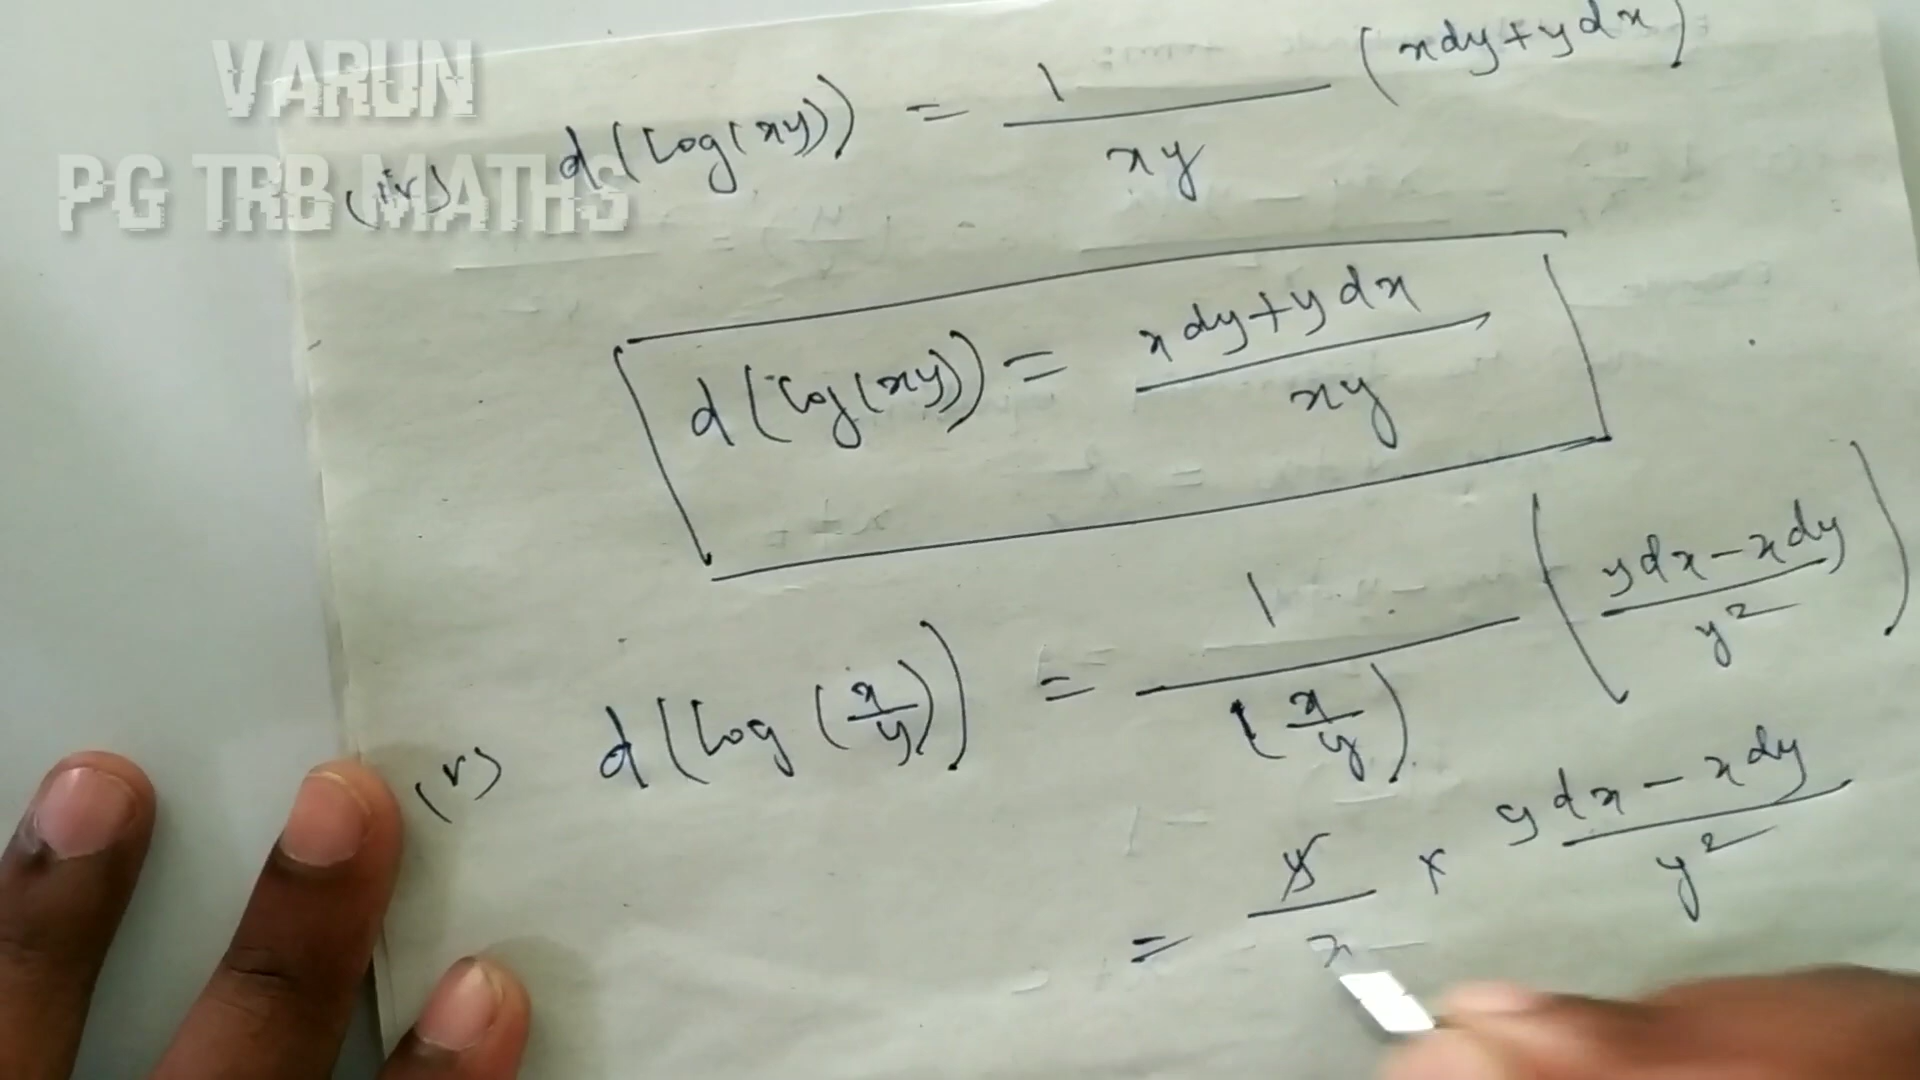 VARUN
PG TRB MATHS
(iv) d(log(xy)) = 1/xy (xdy+ydx)
d(log(xy)) = xdy+ydx/xy
(v) d(log(x/y)) = 1/(x/y) (ydx-xdy/y²)
= y/x × ydx-xdy/y²